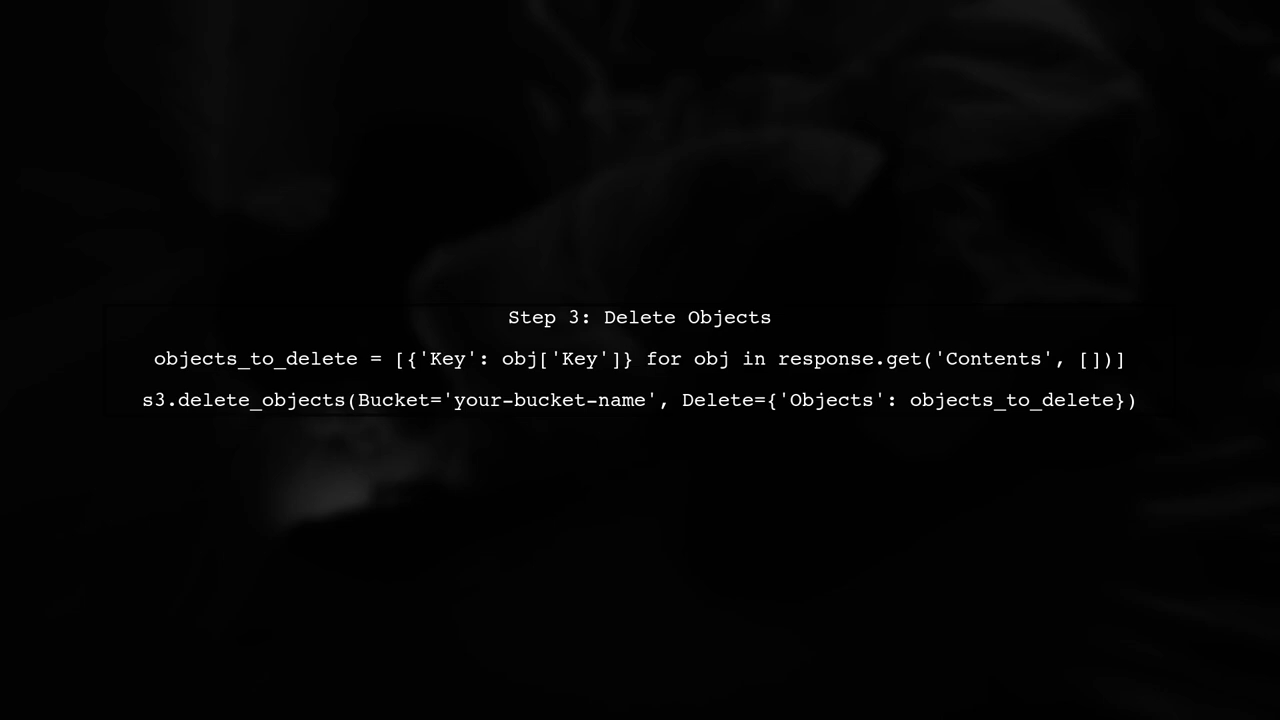 Step 3: Delete Objects
objects_to_delete = [{'Key': obj['Key']} for obj in response.get('Contents', [])]
s3.delete_objects(Bucket='your-bucket-name', Delete={'Objects': objects_to_delete})